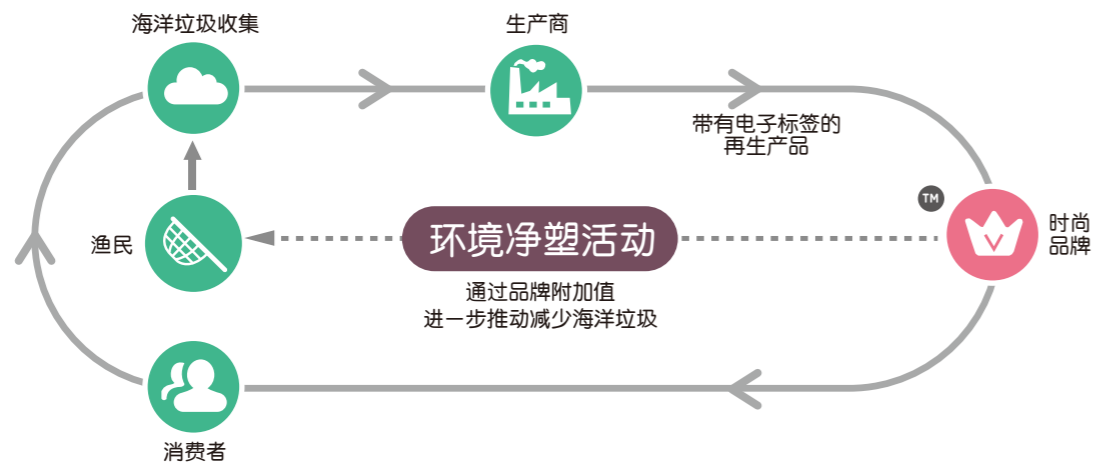 海洋垃圾收集
生产商
带有电子标签的
再生产品
TM
时尚
品牌
渔民
环境净塑活动
通过品牌附加值
进一步推动减少海洋垃圾
消费者